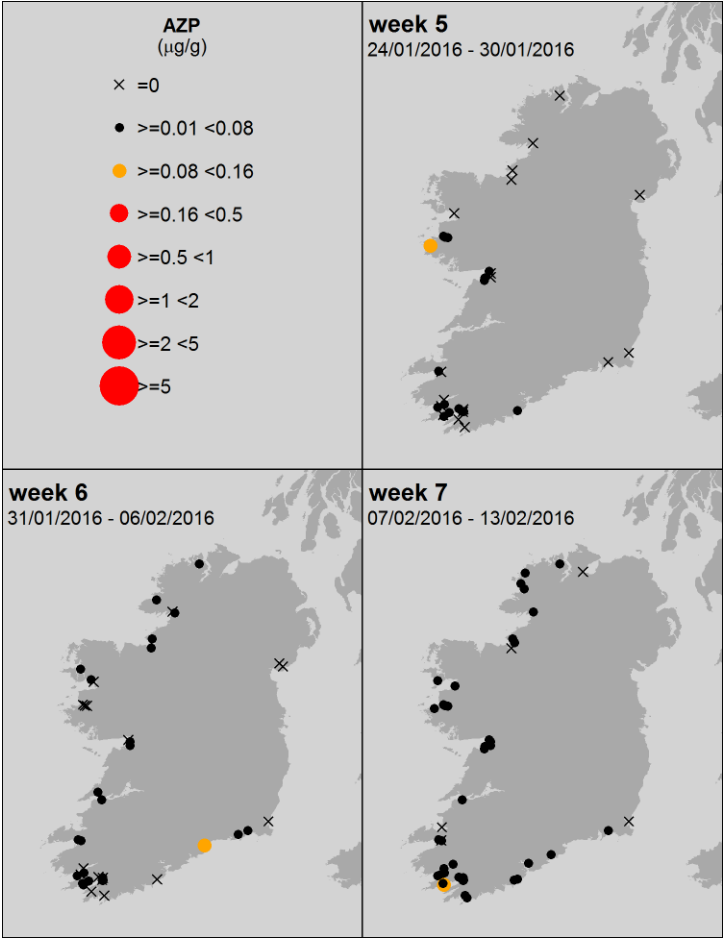 AZP
(μg/g)
=0
>=0.01 <0.08
>=0.08 <0.16
>=0.16 <0.5
>=0.5 <1
>=1 <2
>=2 <5
>=5
week 5
24/01/2016 - 30/01/2016
week 6
31/01/2016 - 06/02/2016
week 7
07/02/2016 - 13/02/2016